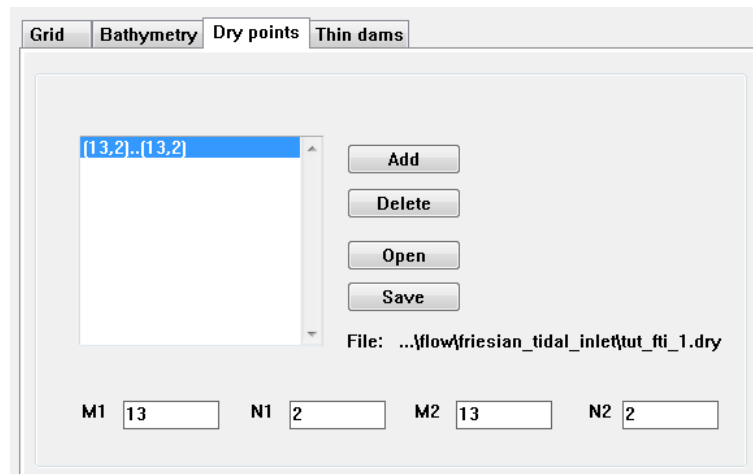 Grid Bathymetry Dry points Thin dams
(13,2)..(13,2)
Add
Delete
Open
Save
File: ...\flow\friesian_tidal_inlet\tut_fti_1.dry
M1 13 N1 2 M2 13 N2 2